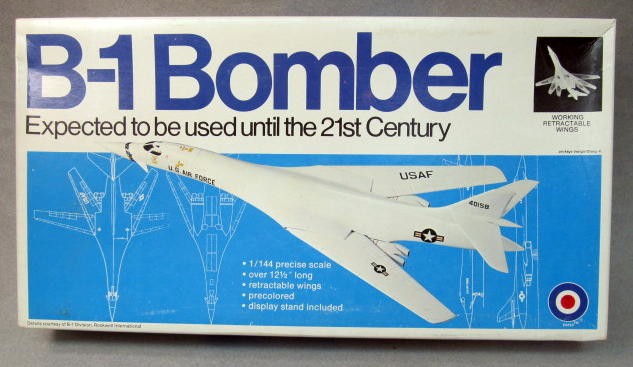 B-1 Bomber
Expected to be used until the 21st Century
WORKING
RETRACTABLE
WINGS
U.S. AIR FORCE
USAF
40158
• 1/144 precise scale
• over 12½" long
• retractable wings
• precolored
• display stand included
Details courtesy of B-1 Division, Rockwell International